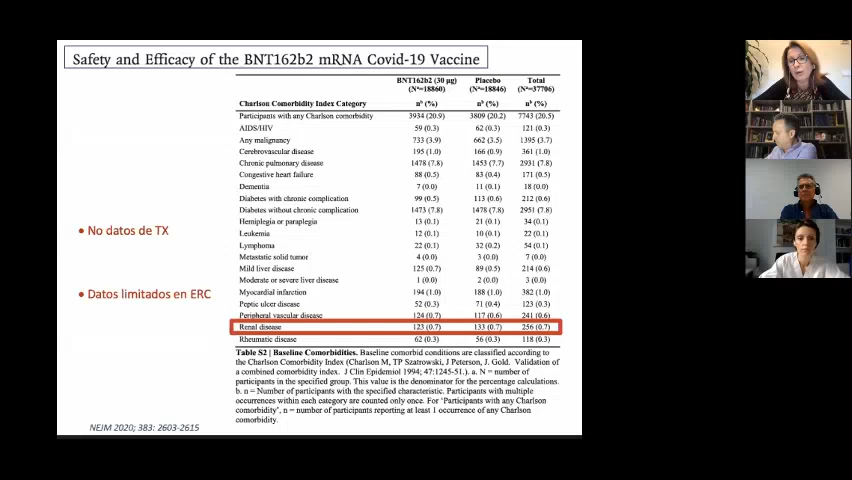 Safety and Efficacy of the BNT162b2 mRNA Covid-19 Vaccine
BNT162b2 (30 µg) Placebo Total
(Nᵃ=18860) (Nᵃ=18846) (Nᵃ=37706)
Charlson Comorbidity Index Category nᵇ (%) nᵇ (%) nᵇ (%)
Participants with any Charlson comorbidity 3934 (20.9) 3809 (20.2) 7743 (20.5)
AIDS/HIV 59 (0.3) 62 (0.3) 121 (0.3)
Any malignancy 733 (3.9) 662 (3.5) 1395 (3.7)
Cerebrovascular disease 195 (1.0) 166 (0.9) 361 (1.0)
Chronic pulmonary disease 1478 (7.8) 1453 (7.7) 2931 (7.8)
Congestive heart failure 88 (0.5) 83 (0.4) 171 (0.5)
Dementia 7 (0.0) 11 (0.1) 18 (0.0)
Diabetes with chronic complication 99 (0.5) 113 (0.6) 212 (0.6)
Diabetes without chronic complication 1473 (7.8) 1478 (7.8) 2951 (7.8)
Hemiplegia or paraplegia 13 (0.1) 21 (0.1) 34 (0.1)
Leukemia 12 (0.1) 10 (0.1) 22 (0.1)
Lymphoma 22 (0.1) 32 (0.2) 54 (0.1)
Metastatic solid tumor 4 (0.0) 3 (0.0) 7 (0.0)
Mild liver disease 125 (0.7) 89 (0.5) 214 (0.6)
Moderate or severe liver disease 1 (0.0) 2 (0.0) 3 (0.0)
Myocardial infarction 194 (1.0) 188 (1.0) 382 (1.0)
Peptic ulcer disease 52 (0.3) 71 (0.4) 123 (0.3)
Peripheral vascular disease 124 (0.7) 117 (0.6) 241 (0.6)
Renal disease 123 (0.7) 133 (0.7) 256 (0.7)
Rheumatic disease 62 (0.3) 56 (0.3) 118 (0.3)
• No datos de TX
• Datos limitados en ERC
Table S2 | Baseline Comorbidities. Baseline comorbid conditions are classified according to
the Charlson Comorbidity Index (Charlson M, TP Szatrowski, J Peterson, J. Gold. Validation of
a combined comorbidity index. J Clin Epidemiol 1994; 47:1245-51.). a. N = number of
participants in the specified group. This value is the denominator for the percentage calculations.
b. n = Number of participants with the specified characteristic. Participants with multiple
occurrences within each category are counted only once. For 'Participants with any Charlson
comorbidity', n = number of participants reporting at least 1 occurrence of any Charlson
comorbidity.
NEJM 2020; 383: 2603-2615